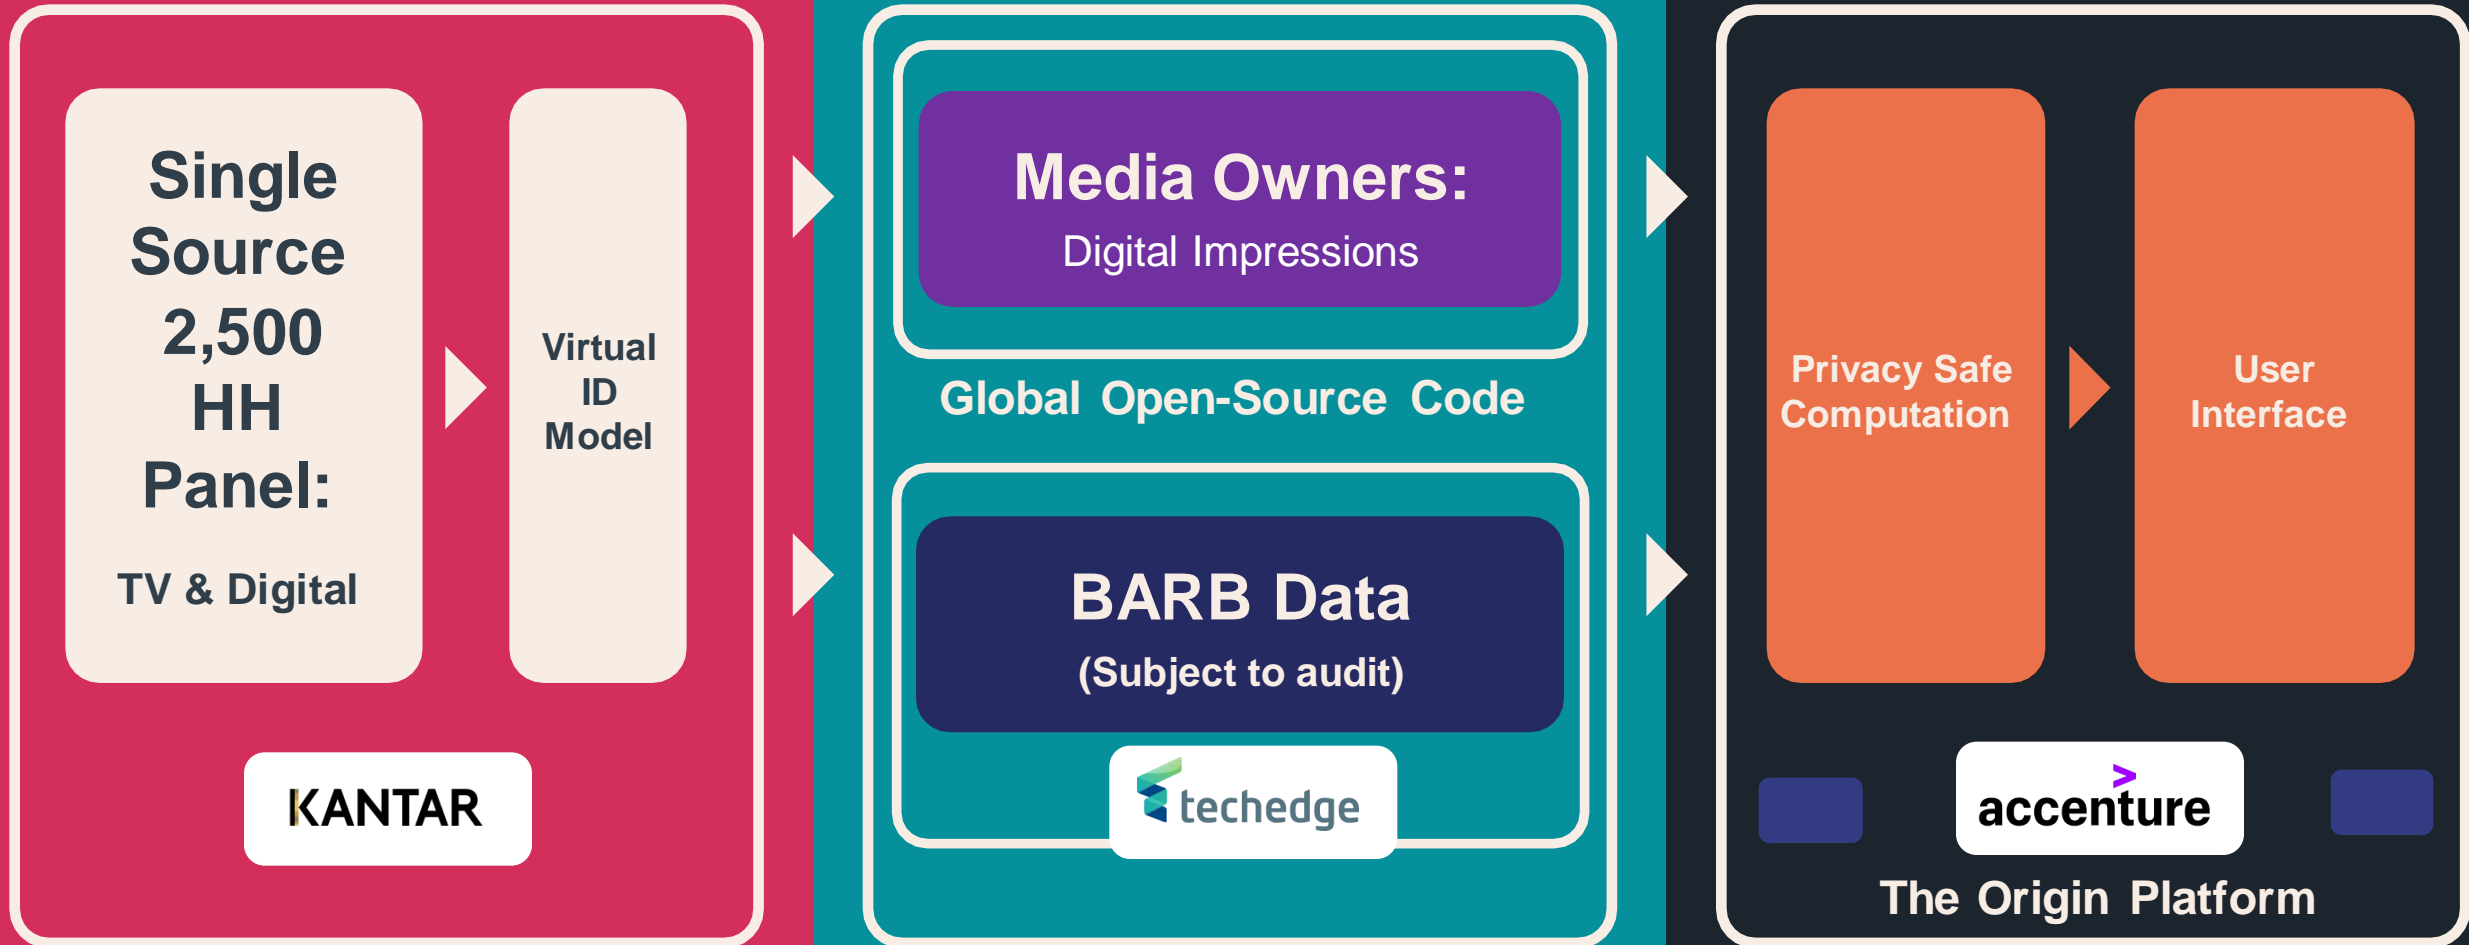 Single
Source
2,500
HH
Panel:
TV & Digital
Virtual
ID
Model
KANTAR
Media Owners:
Digital Impressions
Global Open-Source Code
BARB Data
(Subject to audit)
techedge
Privacy Safe
Computation
User
Interface
>
accenture
The Origin Platform